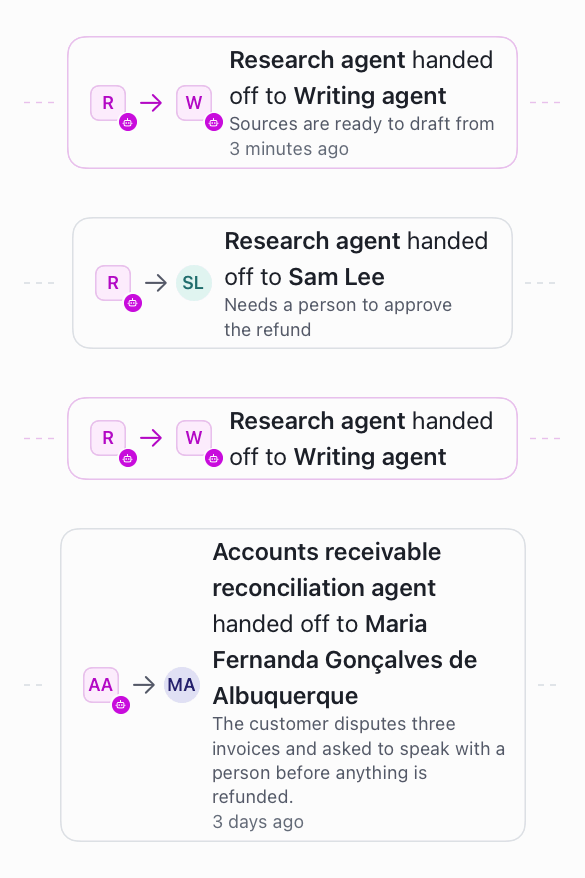 R → W
Research agent handed
off to Writing agent
Sources are ready to draft from
3 minutes ago
R → SL
Research agent handed
off to Sam Lee
Needs a person to approve
the refund
R → W
Research agent handed
off to Writing agent
AA → MA
Accounts receivable
reconciliation agent
handed off to Maria
Fernanda Gonçalves de
Albuquerque
The customer disputes three
invoices and asked to speak with a
person before anything is
refunded.
3 days ago